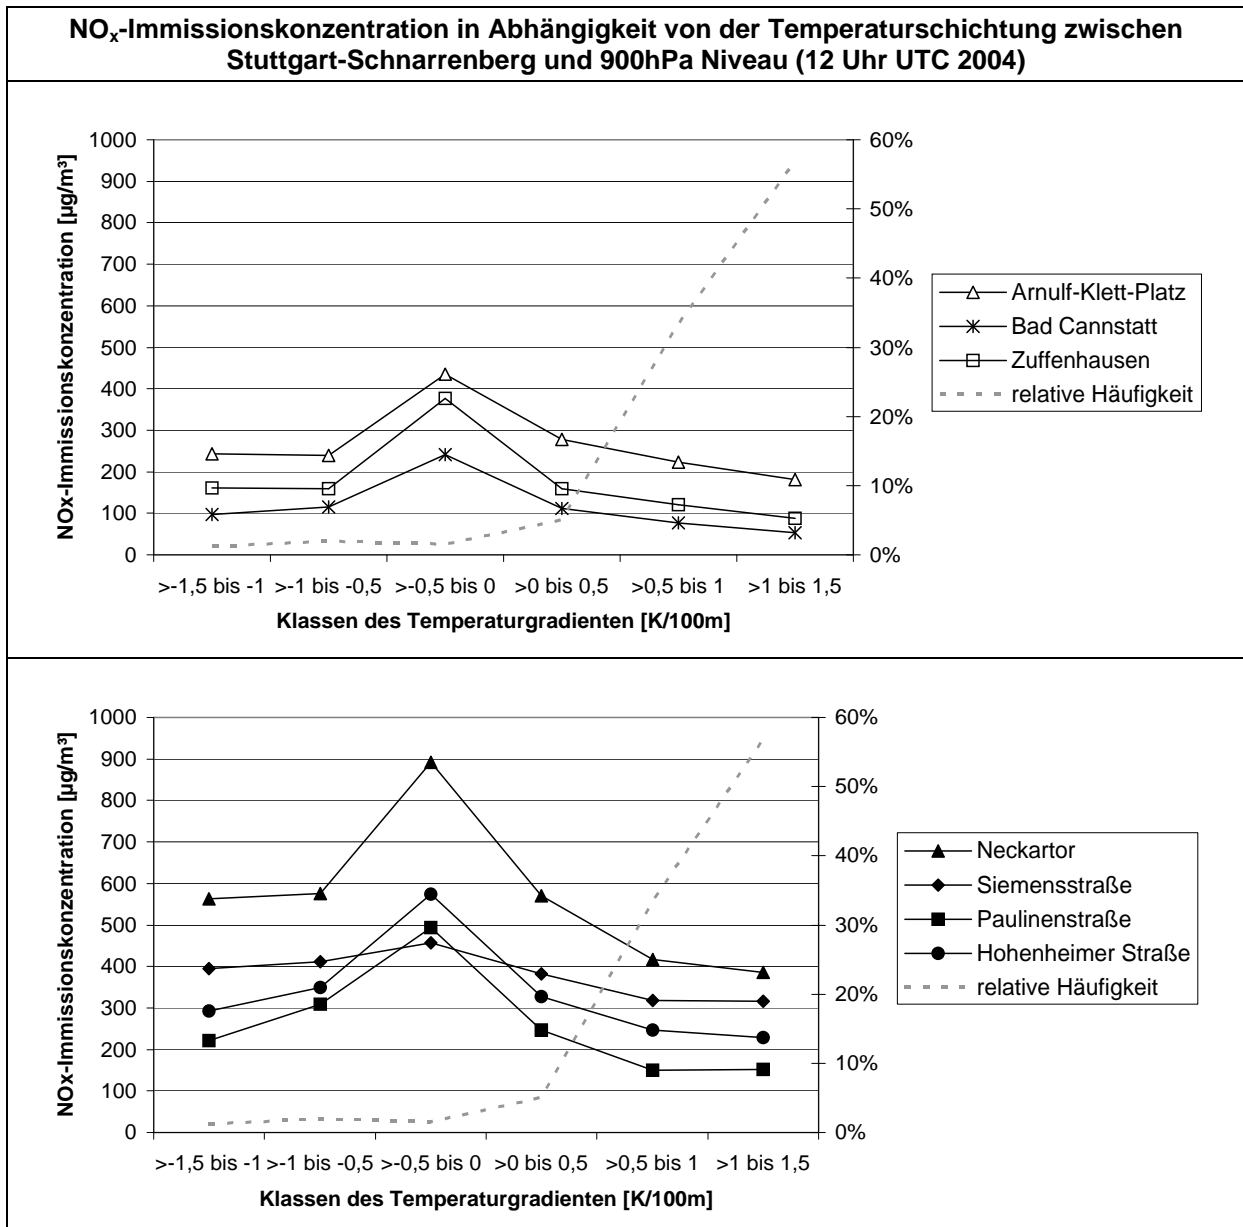 NOₓ-Immissionskonzentration in Abhängigkeit von der Temperaturschichtung zwischen
Stuttgart-Schnarrenberg und 900hPa Niveau (12 Uhr UTC 2004)
NOx-Immissionskonzentration [µg/m³]
1000
900
800
700
600
500
400
300
200
100
0
60%
50%
40%
30%
20%
10%
0%
>-1,5 bis -1 >-1 bis -0,5 >-0,5 bis 0 >0 bis 0,5 >0,5 bis 1 >1 bis 1,5
Klassen des Temperaturgradienten [K/100m]
Arnulf-Klett-Platz
Bad Cannstatt
Zuffenhausen
relative Häufigkeit
NOx-Immissionskonzentration [µg/m³]
1000
900
800
700
600
500
400
300
200
100
0
60%
50%
40%
30%
20%
10%
0%
>-1,5 bis -1 >-1 bis -0,5 >-0,5 bis 0 >0 bis 0,5 >0,5 bis 1 >1 bis 1,5
Klassen des Temperaturgradienten [K/100m]
Neckartor
Siemensstraße
Paulinenstraße
Hohenheimer Straße
relative Häufigkeit